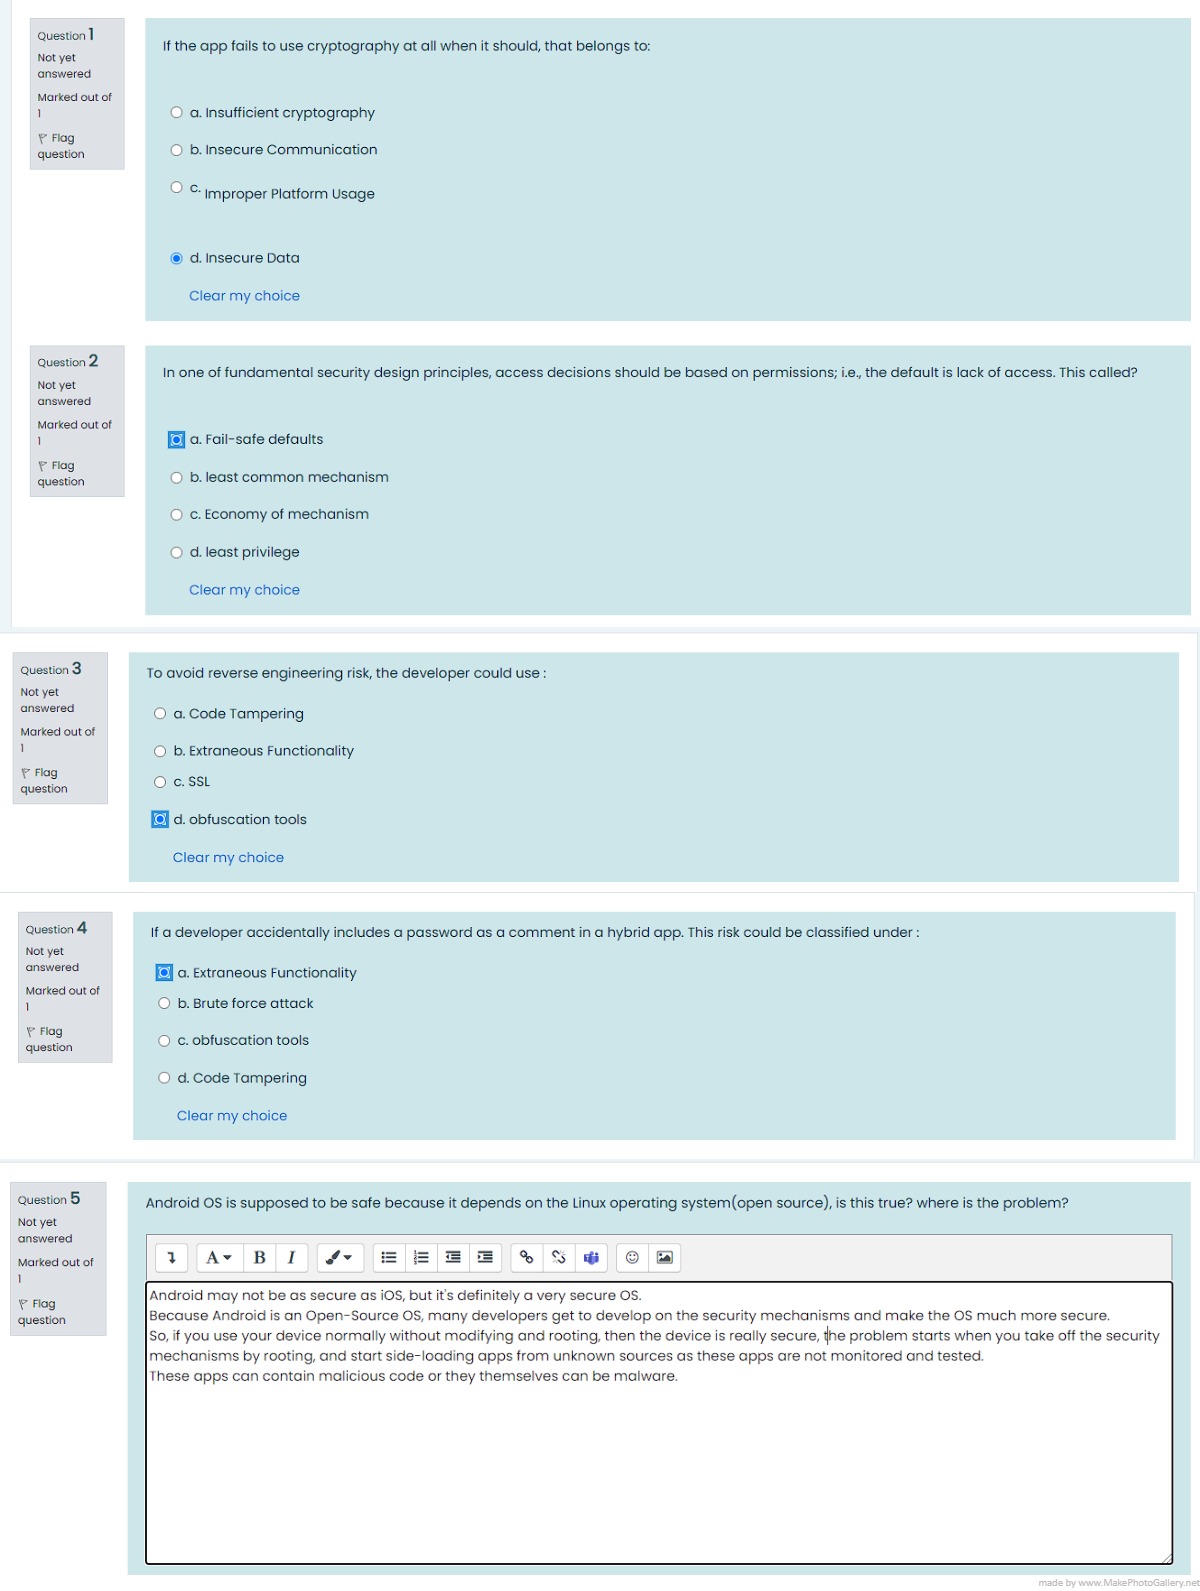 Question 1
Not yet
answered
Marked out of
1
Flag
question
If the app fails to use cryptography at all when it should, that belongs to:
a. Insufficient cryptography
b. Insecure Communication
c. Improper Platform Usage
d. Insecure Data
Clear my choice
Question 2
Not yet
answered
Marked out of
1
Flag
question
In one of fundamental security design principles, access decisions should be based on permissions; i.e., the default is lack of access. This called?
a. Fail-safe defaults
b. least common mechanism
c. Economy of mechanism
d. least privilege
Clear my choice
Question 3
Not yet
answered
Marked out of
1
Flag
question
To avoid reverse engineering risk, the developer could use :
a. Code Tampering
b. Extraneous Functionality
c. SSL
d. obfuscation tools
Clear my choice
Question 4
Not yet
answered
Marked out of
1
Flag
question
If a developer accidentally includes a password as a comment in a hybrid app. This risk could be classified under :
a. Extraneous Functionality
b. Brute force attack
c. obfuscation tools
d. Code Tampering
Clear my choice
Question 5
Not yet
answered
Marked out of
1
Flag
question
Android OS is supposed to be safe because it depends on the Linux operating system(open source), is this true? where is the problem?
A B I
Android may not be as secure as iOS, but it's definitely a very secure OS.
Because Android is an Open-Source OS, many developers get to develop on the security mechanisms and make the OS much more secure.
So, if you use your device normally without modifying and rooting, then the device is really secure, the problem starts when you take off the security
mechanisms by rooting, and start side-loading apps from unknown sources as these apps are not monitored and tested.
These apps can contain malicious code or they themselves can be malware.
made by www.MakePhotoGallery.net